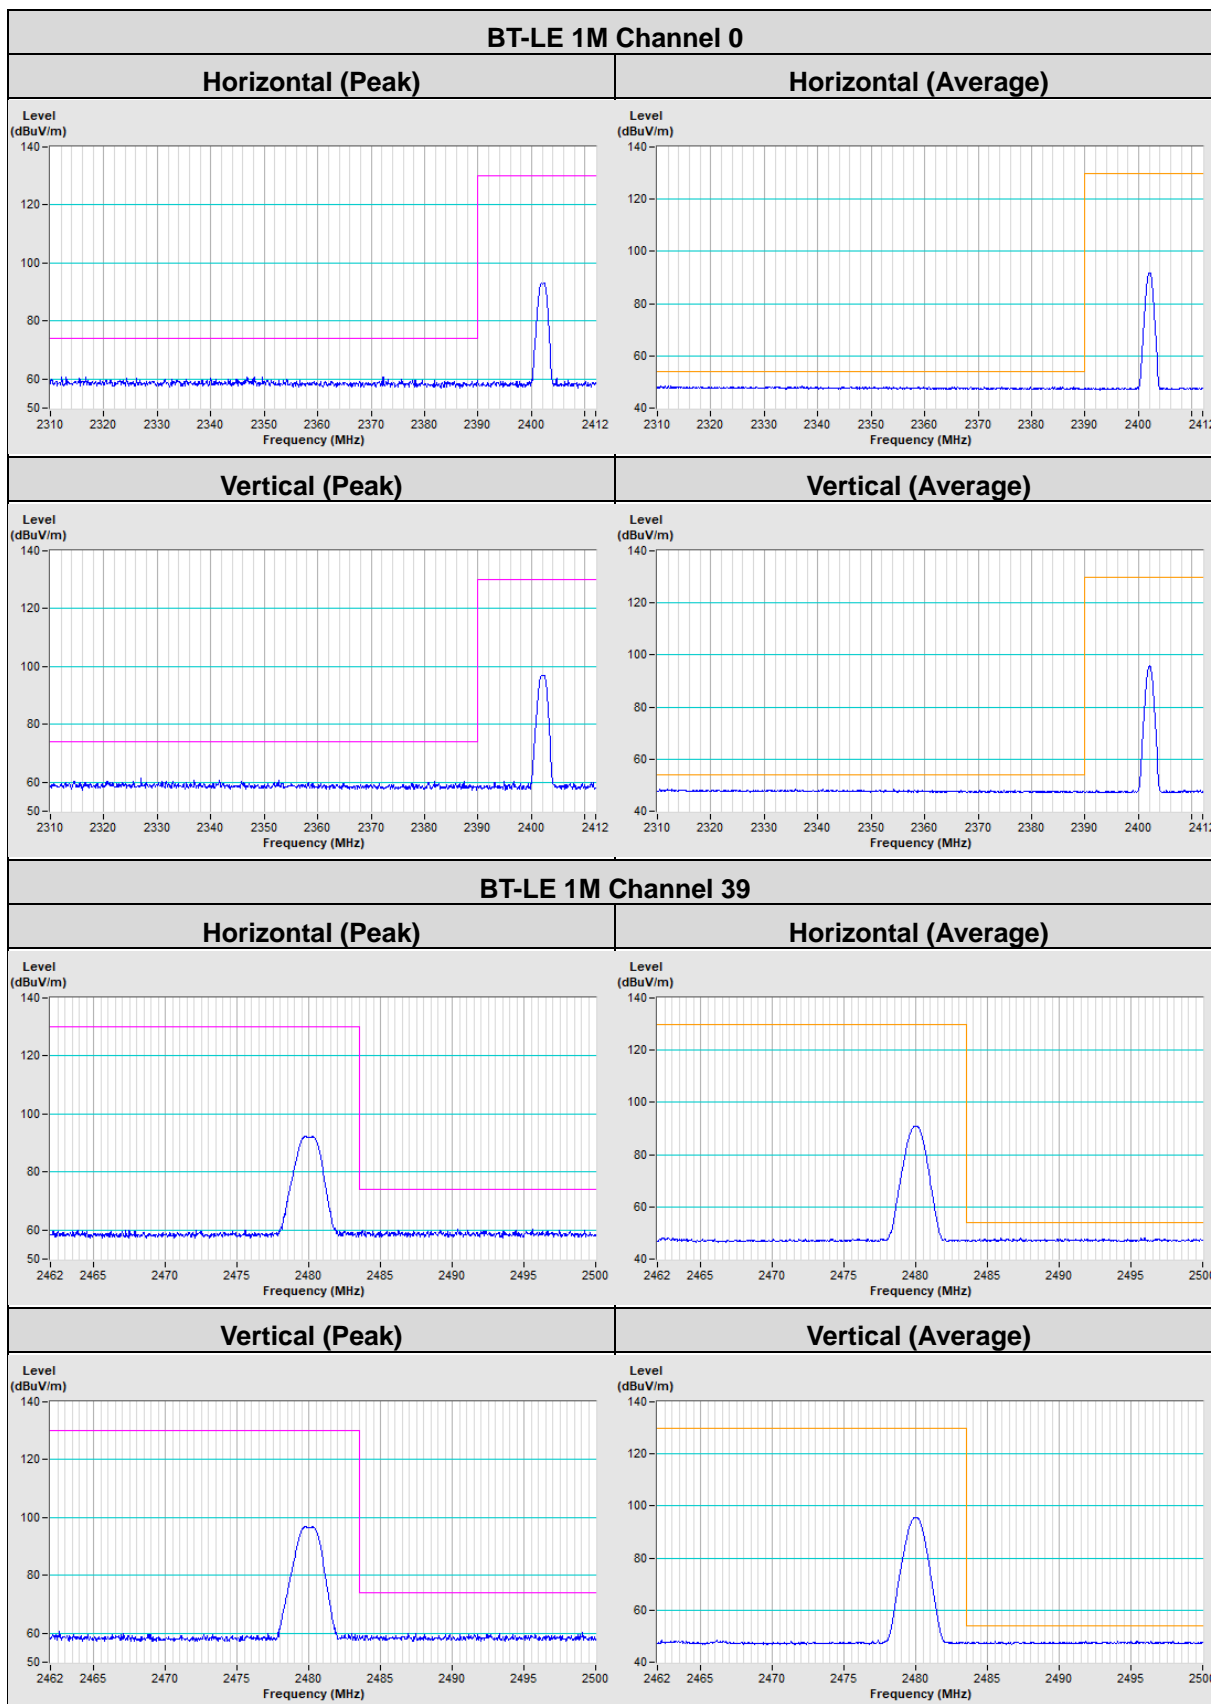 BT-LE 1M Channel 0
Horizontal (Peak)
Horizontal (Average)
Level
(dBuV/m)
140
120
100
80
60
50
2310 2320 2330 2340 2350 2360 2370 2380 2390 2400 2412
Frequency (MHz)
Level
(dBuV/m)
140
120
100
80
60
40
2310 2320 2330 2340 2350 2360 2370 2380 2390 2400 2412
Frequency (MHz)
Vertical (Peak)
Vertical (Average)
Level
(dBuV/m)
140
120
100
80
60
50
2310 2320 2330 2340 2350 2360 2370 2380 2390 2400 2412
Frequency (MHz)
Level
(dBuV/m)
140
120
100
80
60
40
2310 2320 2330 2340 2350 2360 2370 2380 2390 2400 2412
Frequency (MHz)
BT-LE 1M Channel 39
Horizontal (Peak)
Horizontal (Average)
Level
(dBuV/m)
140
120
100
80
60
50
2462 2465 2470 2475 2480 2485 2490 2495 2500
Frequency (MHz)
Level
(dBuV/m)
140
120
100
80
60
40
2462 2465 2470 2475 2480 2485 2490 2495 2500
Frequency (MHz)
Vertical (Peak)
Vertical (Average)
Level
(dBuV/m)
140
120
100
80
60
50
2462 2465 2470 2475 2480 2485 2490 2495 2500
Frequency (MHz)
Level
(dBuV/m)
140
120
100
80
60
40
2462 2465 2470 2475 2480 2485 2490 2495 2500
Frequency (MHz)